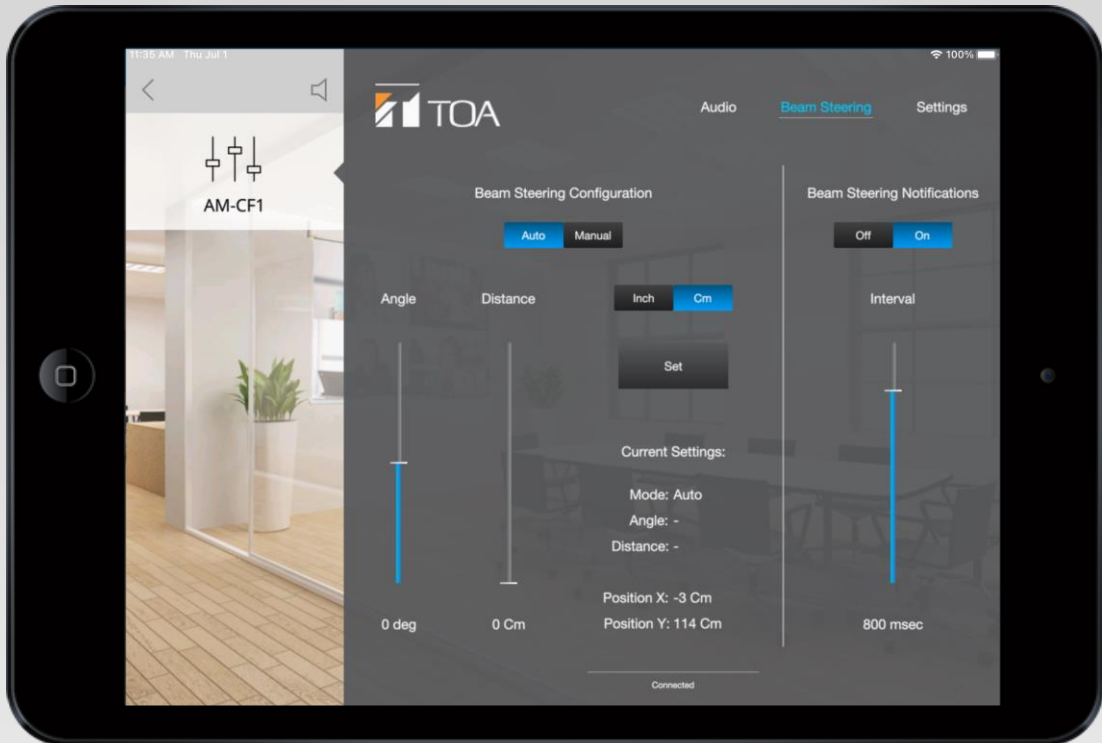 11:35 AM Thu Jul 1
100%
AM-CF1
TOA
Audio
Beam Steering
Settings
Beam Steering Configuration
Auto
Manual
Angle
Distance
Inch
Cm
Set
Current Settings:
Mode: Auto
Angle: -
Distance: -
Position X: -3 Cm
Position Y: 114 Cm
0 deg
0 Cm
Connected
Beam Steering Notifications
Off
On
Interval
800 msec